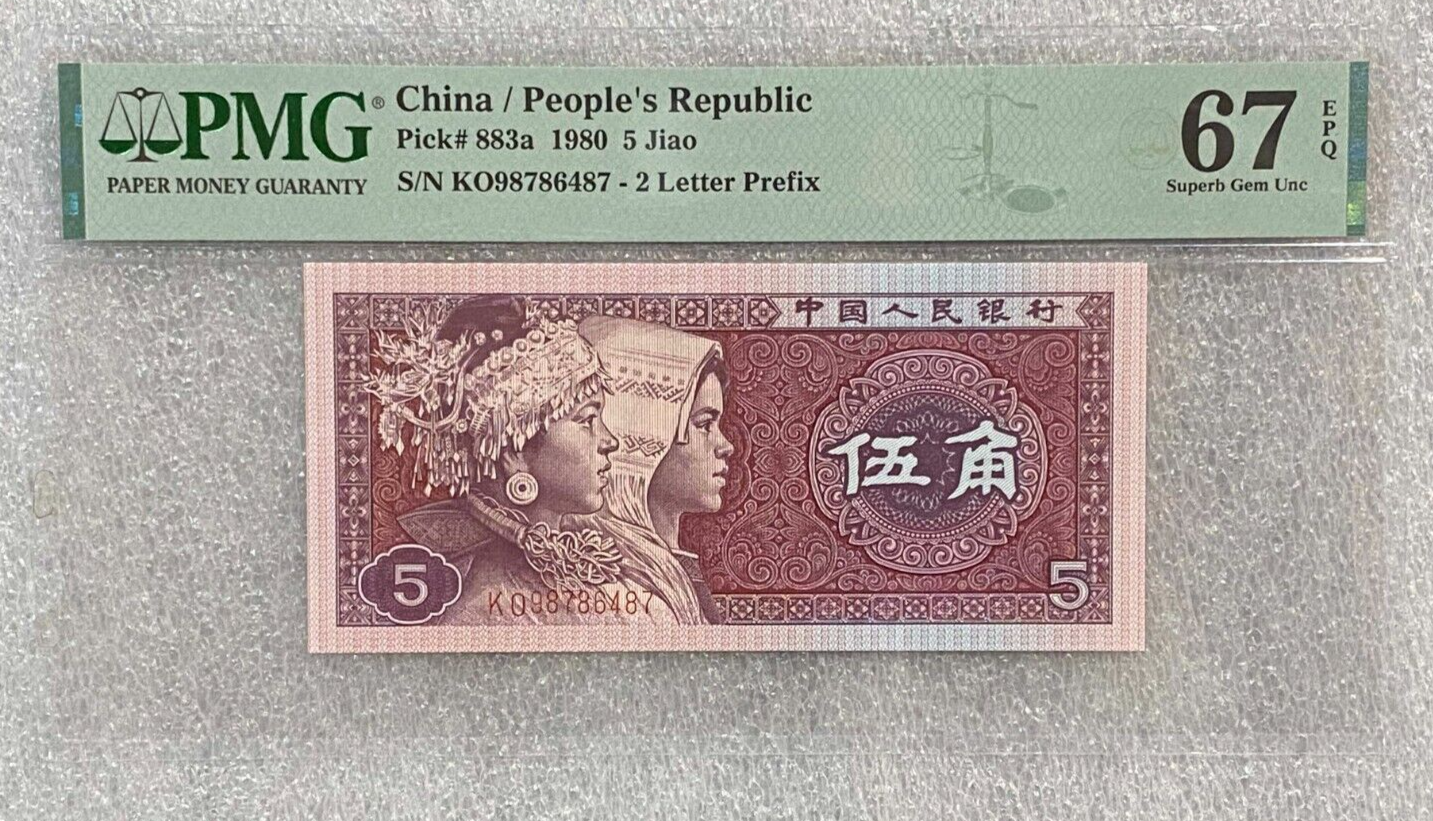 PMG® China / People's Republic
Pick# 883a 1980 5 Jiao
PAPER MONEY GUARANTY
S/N KO98786487 - 2 Letter Prefix
67 EPQ
Superb Gem Unc
中国人民银行
伍角
5
KO98786487
5